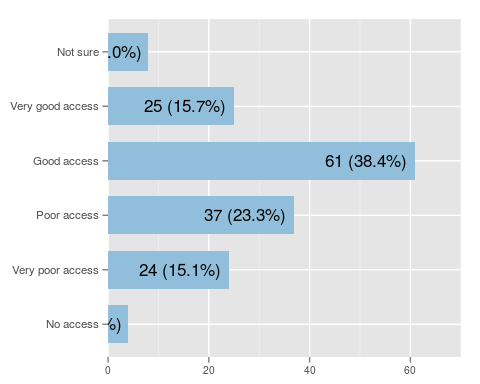 Not sure .0%)
Very good access 25 (15.7%)
Good access 61 (38.4%)
Poor access 37 (23.3%)
Very poor access 24 (15.1%)
No access %)
0 20 40 60